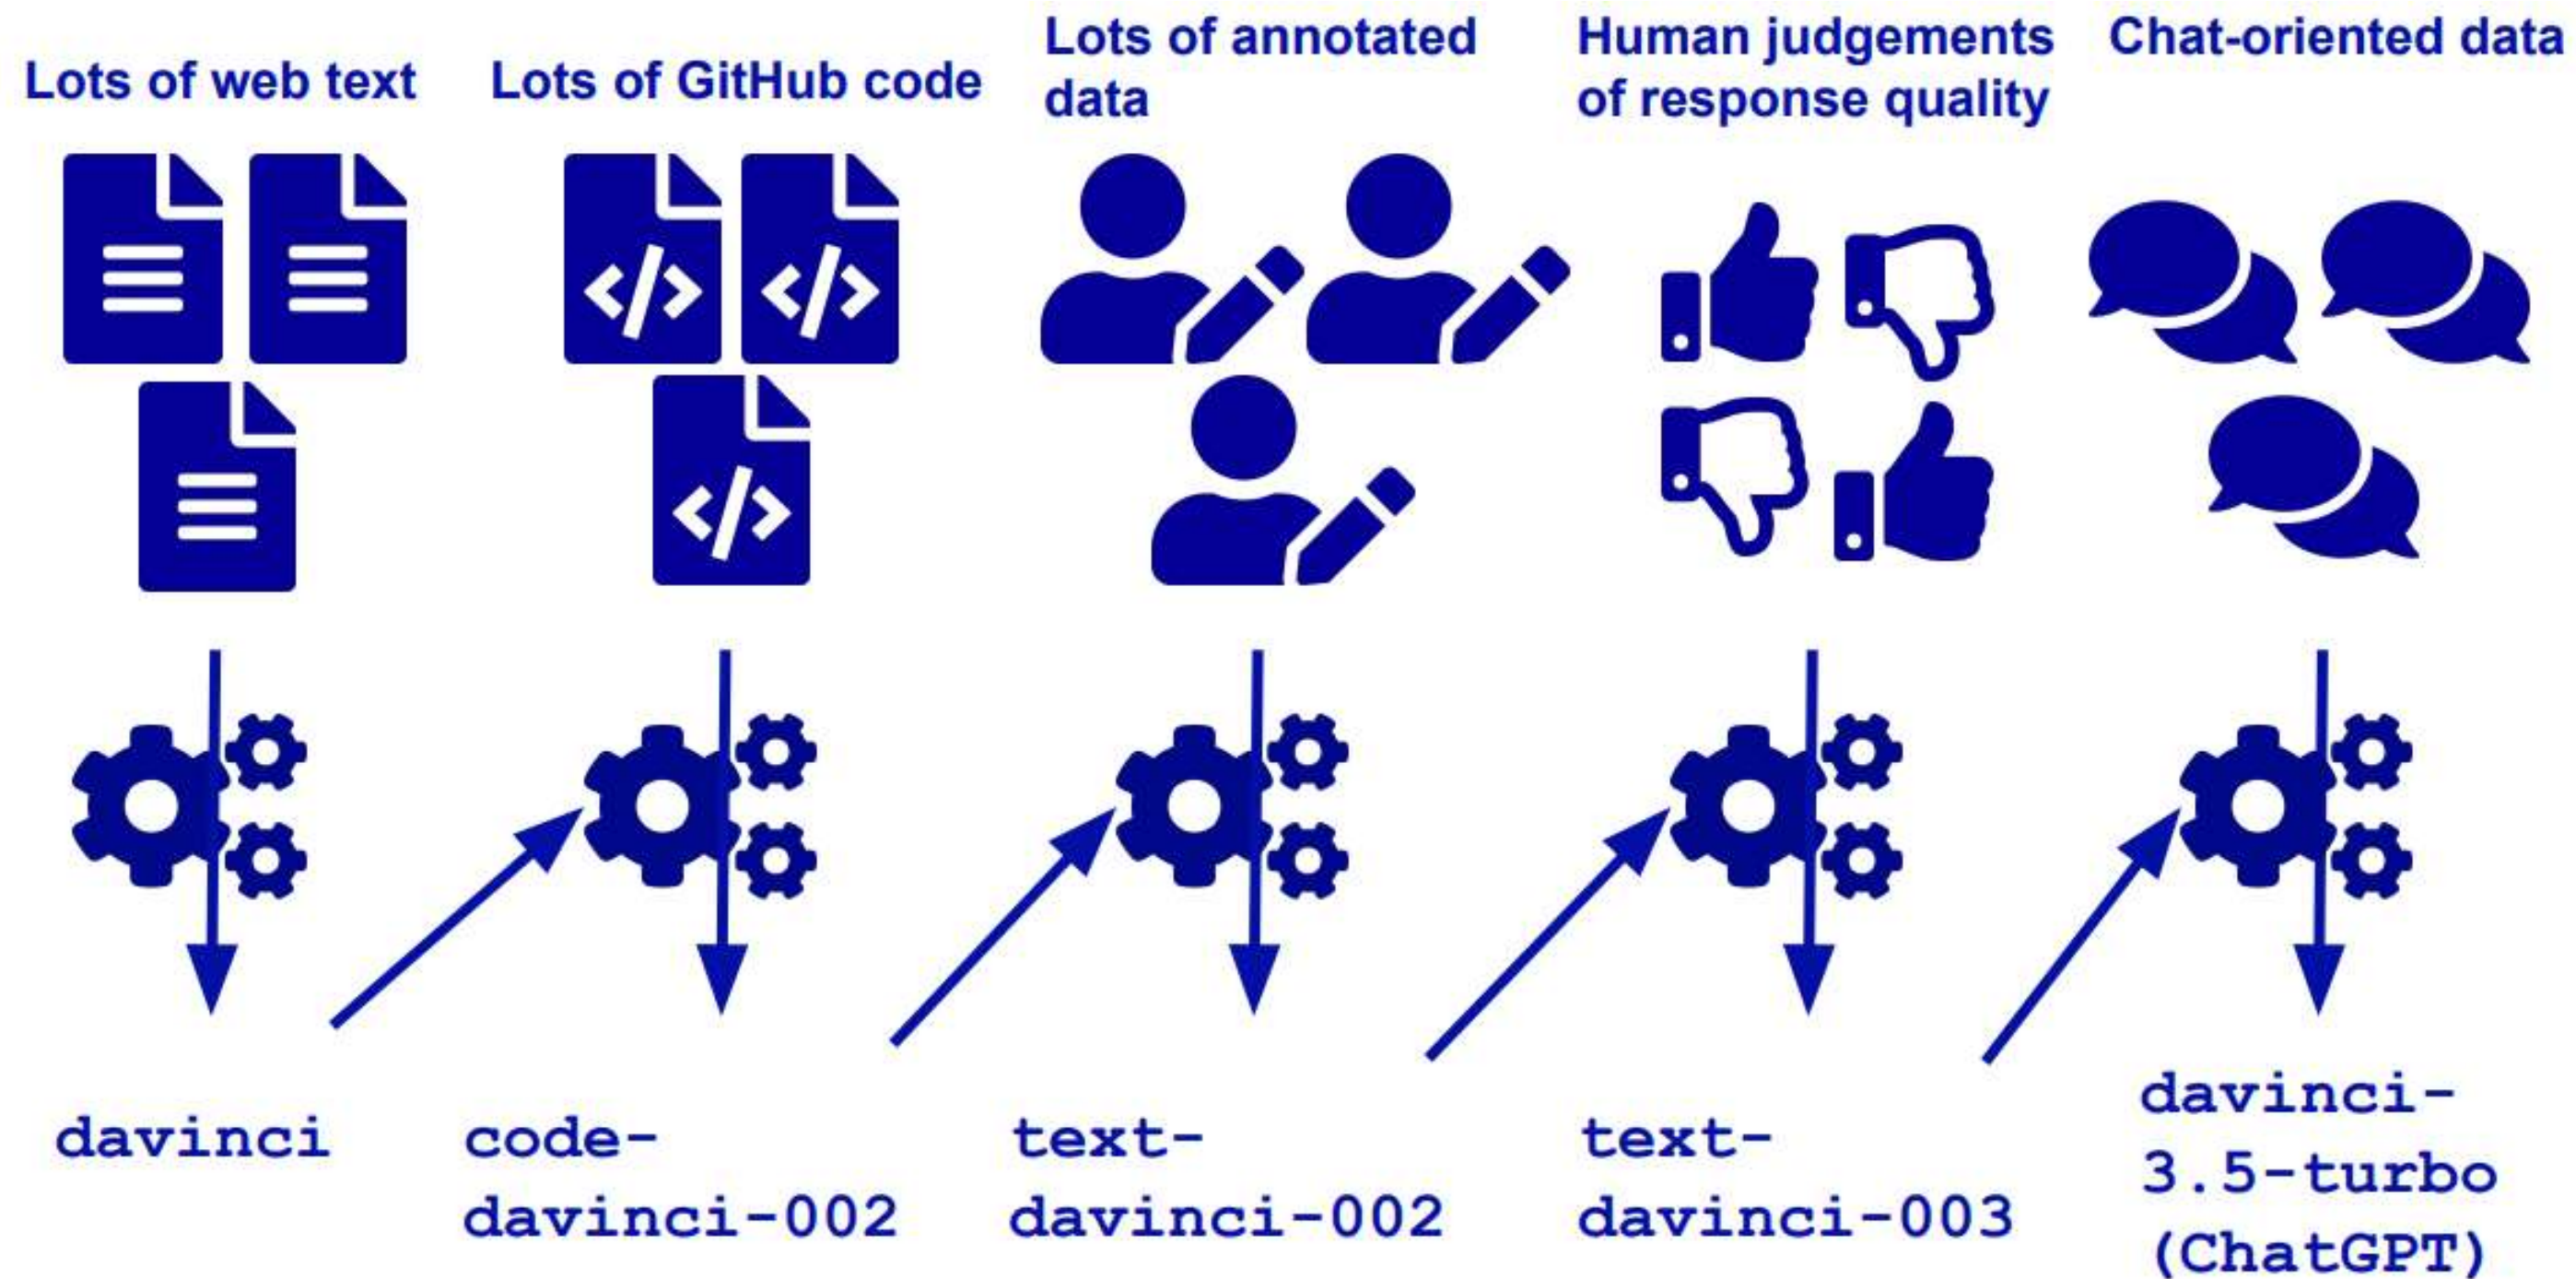 Lots of web text
Lots of GitHub code
Lots of annotated
data
Human judgements
of response quality
Chat-oriented data
</>
</>
</>
davinci
code-
davinci-002
text-
davinci-002
text-
davinci-003
davinci-
3.5-turbo
(ChatGPT)